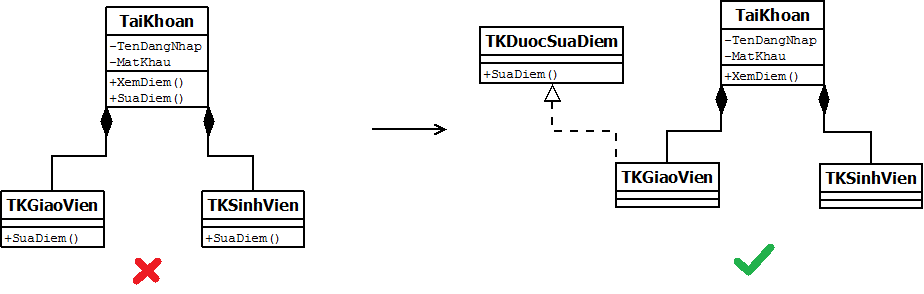 TaiKhoan
-TenDangNhap
-MatKhau
+XemDiem()
+SuaDiem()
TKGiaoVien
+SuaDiem()
TKSinhVien
+SuaDiem()
TKDuocSuaDiem
+SuaDiem()
TaiKhoan
-TenDangNhap
-MatKhau
+XemDiem()
TKGiaoVien
TKSinhVien